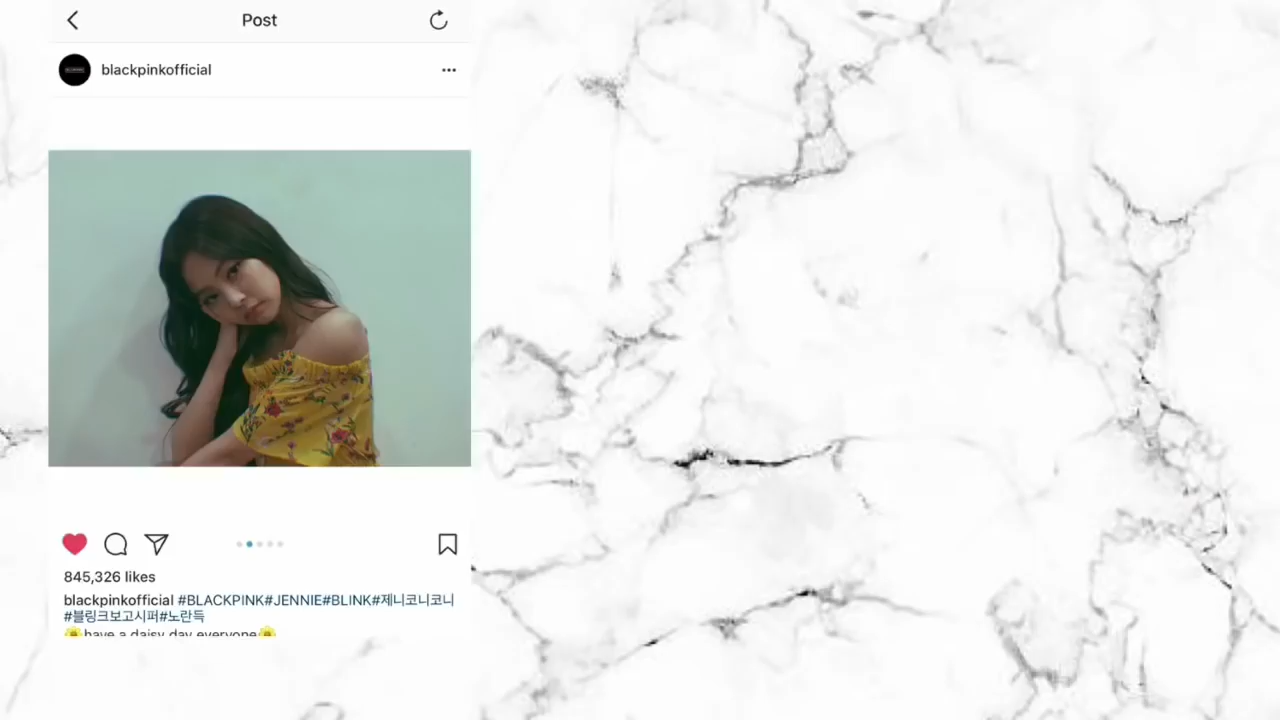 Post
blackpinkofficial
845,326 likes
blackpinkofficial #BLACKPINK#JENNIE#BLINK#제니코니코니
#블링크보고시퍼#노란득
🌼have a daisy day everyone🌼